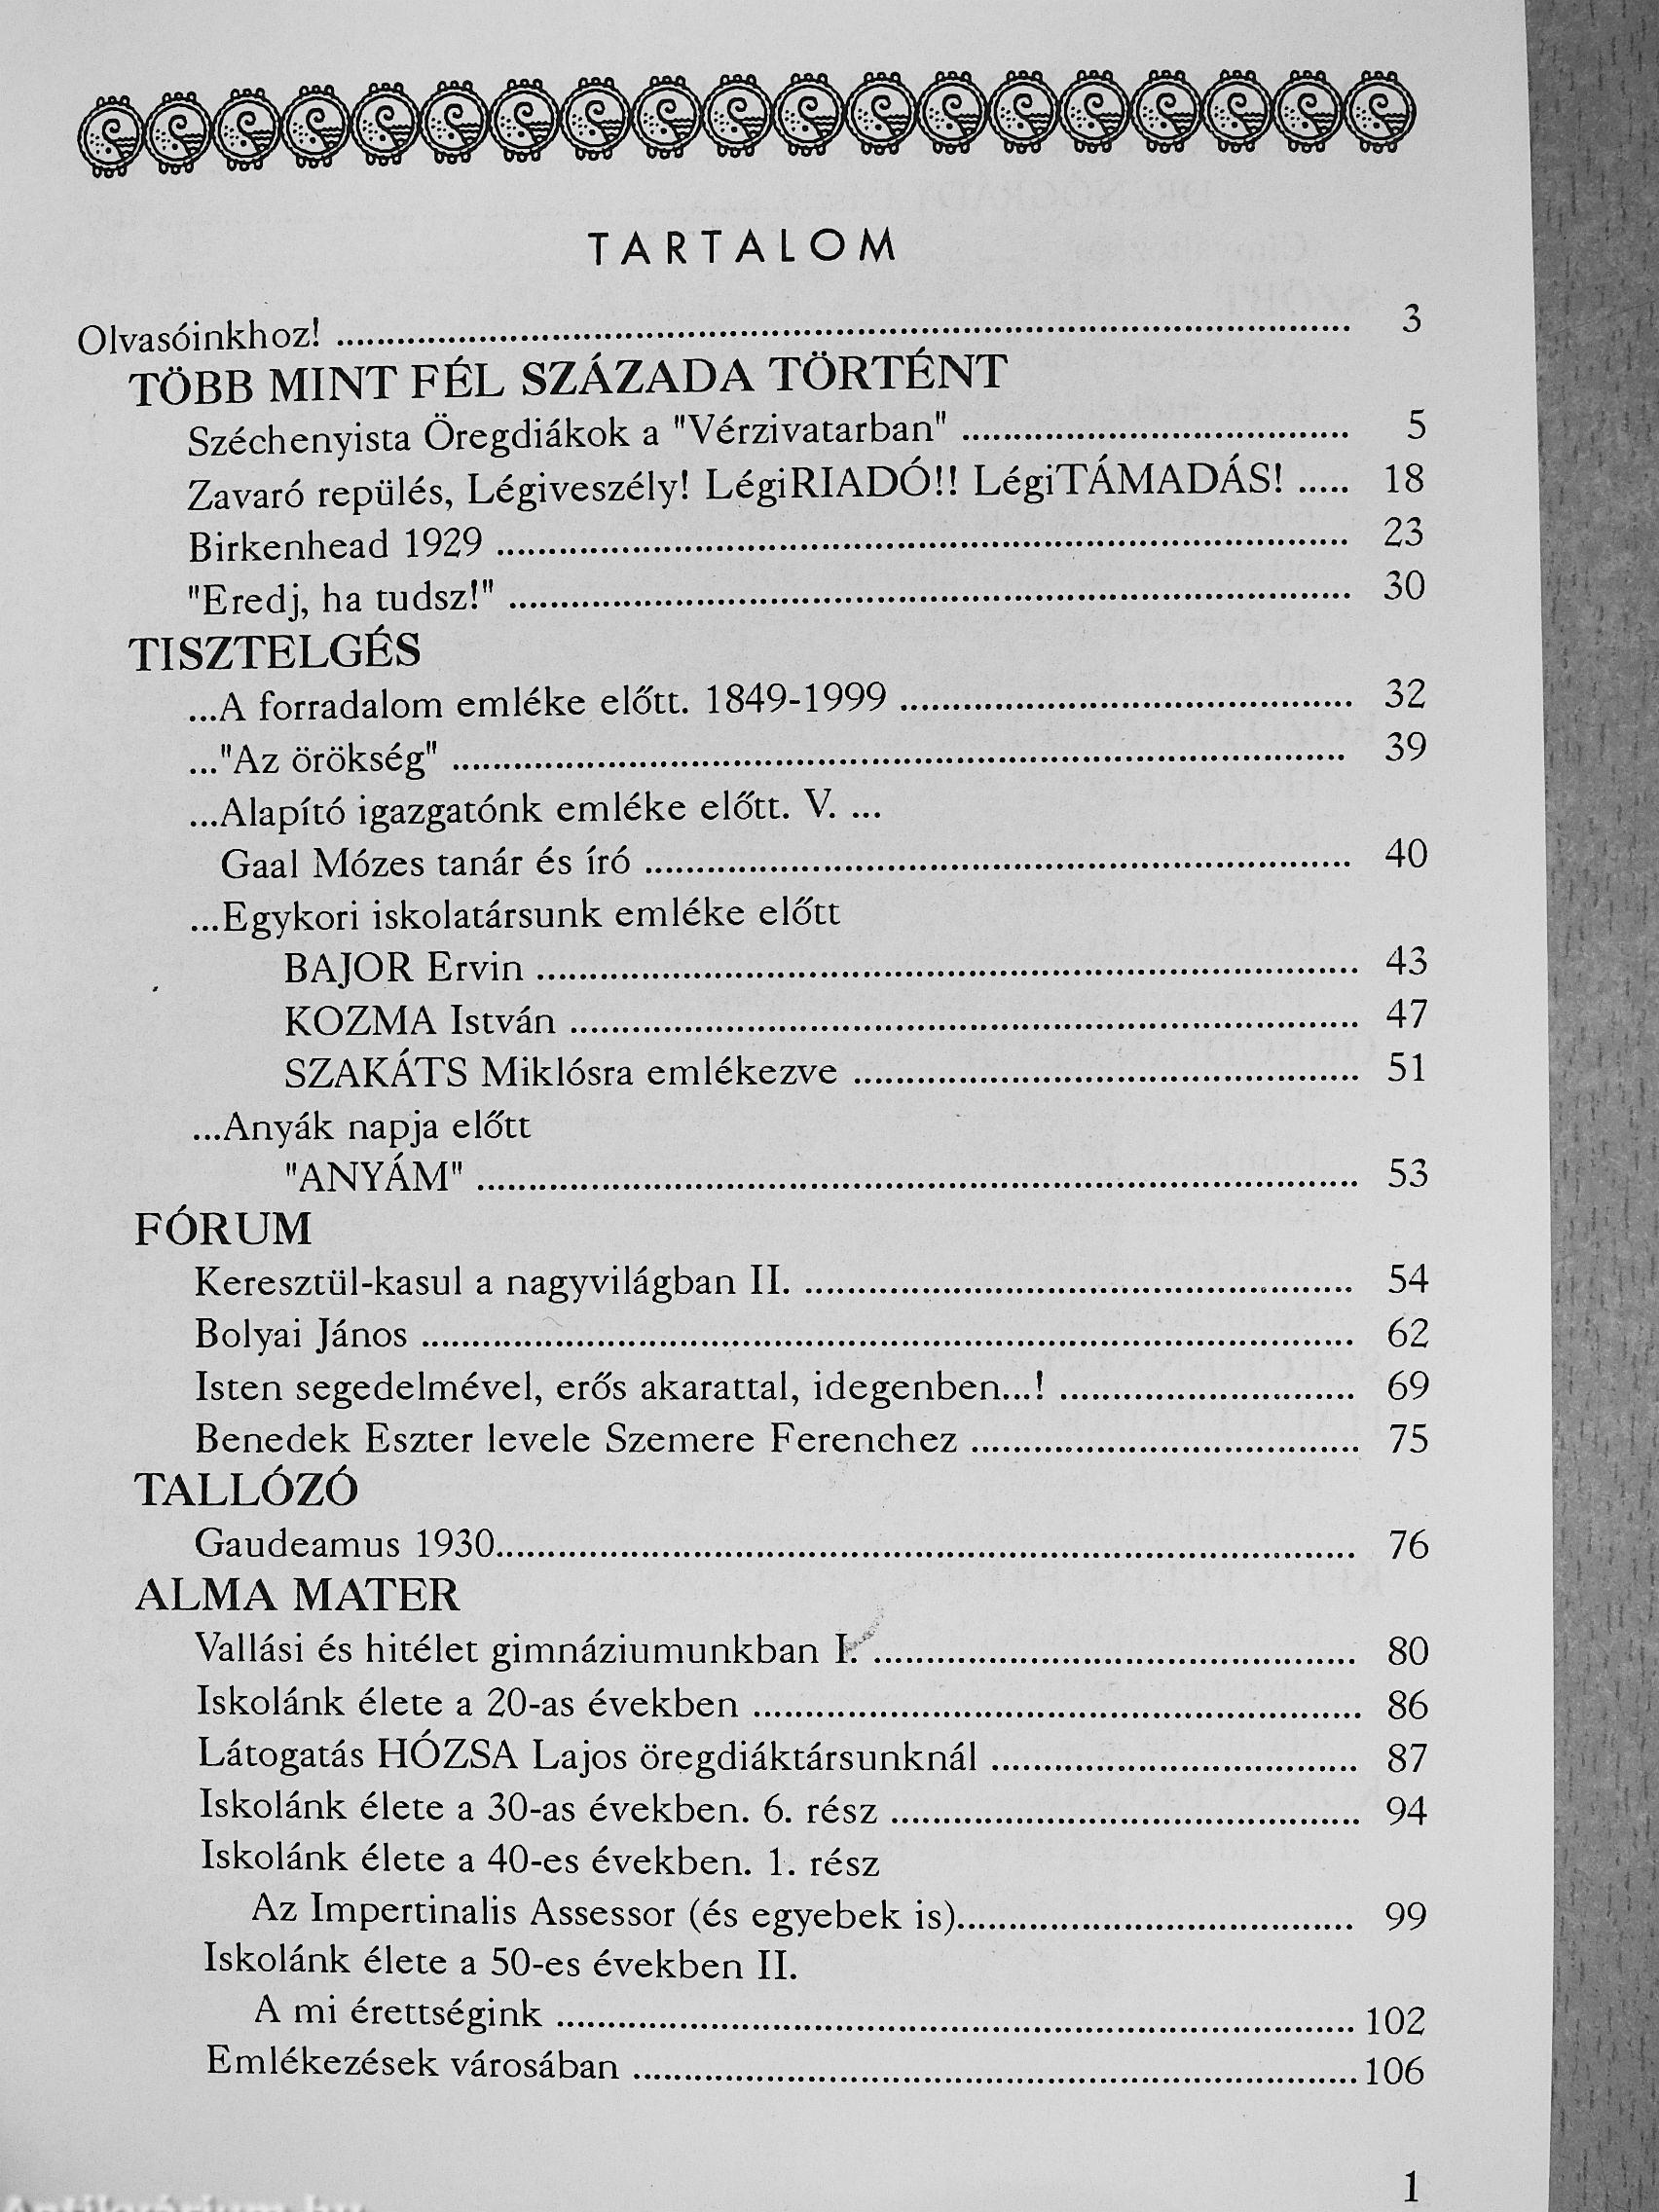 TARTALOM
Olvasóinkhoz! ........ 3
TÖBB MINT FÉL SZÁZADA TÖRTÉNT
Széchenyista Öregdiákok a "Vérzivatarban" ........ 5
Zavaró repülés, Légiveszély! LégiRIADÓ!! LégiTÁMADÁS! ..... 18
Birkenhead 1929 ........ 23
"Eredj, ha tudsz!" ........ 30
TISZTELGÉS
...A forradalom emléke előtt. 1849-1999 ........ 32
..."Az örökség" ........ 39
...Alapító igazgatónk emléke előtt. V. ...
Gaal Mózes tanár és író ........ 40
...Egykori iskolatársunk emléke előtt
BAJOR Ervin ........ 43
KOZMA István ........ 47
SZAKÁTS Miklósra emlékezve ........ 51
...Anyák napja előtt
"ANYÁM" ........ 53
FÓRUM
Keresztül-kasul a nagyvilágban II. ........ 54
Bolyai János ........ 62
Isten segedelmével, erős akarattal, idegenben...! ........ 69
Benedek Eszter levele Szemere Ferenchez ........ 75
TALLÓZÓ
Gaudeamus 1930........ 76
ALMA MATER
Vallási és hitélet gimnáziumunkban I. ........ 80
Iskolánk élete a 20-as években ........ 86
Látogatás HÓZSA Lajos öregdiáktársunknál ........ 87
Iskolánk élete a 30-as években. 6. rész ........ 94
Iskolánk élete a 40-es években. 1. rész
Az Impertinalis Assessor (és egyebek is)........ 99
Iskolánk élete a 50-es években II.
A mi érettségink ........ 102
Emlékezések városában ........ 106
1